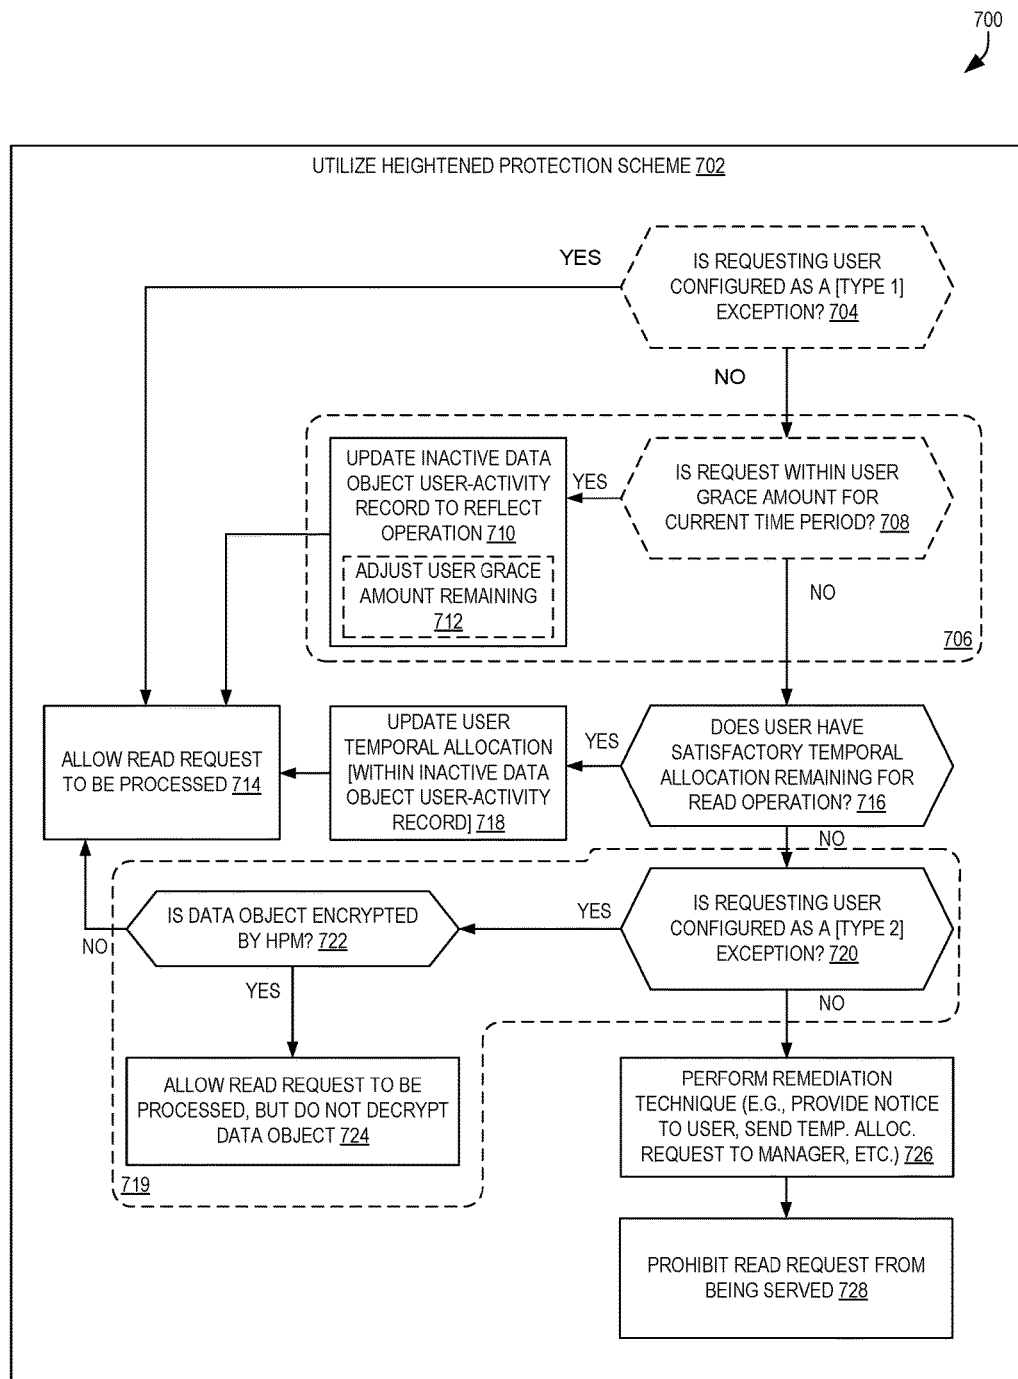 700
UTILIZE HEIGHTENED PROTECTION SCHEME 702
YES
IS REQUESTING USER
CONFIGURED AS A [TYPE 1]
EXCEPTION? 704
NO
UPDATE INACTIVE DATA
OBJECT USER-ACTIVITY
RECORD TO REFLECT
OPERATION 710
ADJUST USER GRACE
AMOUNT REMAINING
712
YES
IS REQUEST WITHIN USER
GRACE AMOUNT FOR
CURRENT TIME PERIOD? 708
NO
706
ALLOW READ REQUEST
TO BE PROCESSED 714
UPDATE USER
TEMPORAL ALLOCATION
[WITHIN INACTIVE DATA
OBJECT USER-ACTIVITY
RECORD] 718
YES
DOES USER HAVE
SATISFACTORY TEMPORAL
ALLOCATION REMAINING FOR
READ OPERATION? 716
NO
IS DATA OBJECT ENCRYPTED
BY HPM? 722
NO
YES
YES
IS REQUESTING USER
CONFIGURED AS A [TYPE 2]
EXCEPTION? 720
NO
ALLOW READ REQUEST TO BE
PROCESSED, BUT DO NOT DECRYPT
DATA OBJECT 724
719
PERFORM REMEDIATION
TECHNIQUE (E.G., PROVIDE NOTICE
TO USER, SEND TEMP. ALLOC.
REQUEST TO MANAGER, ETC.) 726
PROHIBIT READ REQUEST FROM
BEING SERVED 728